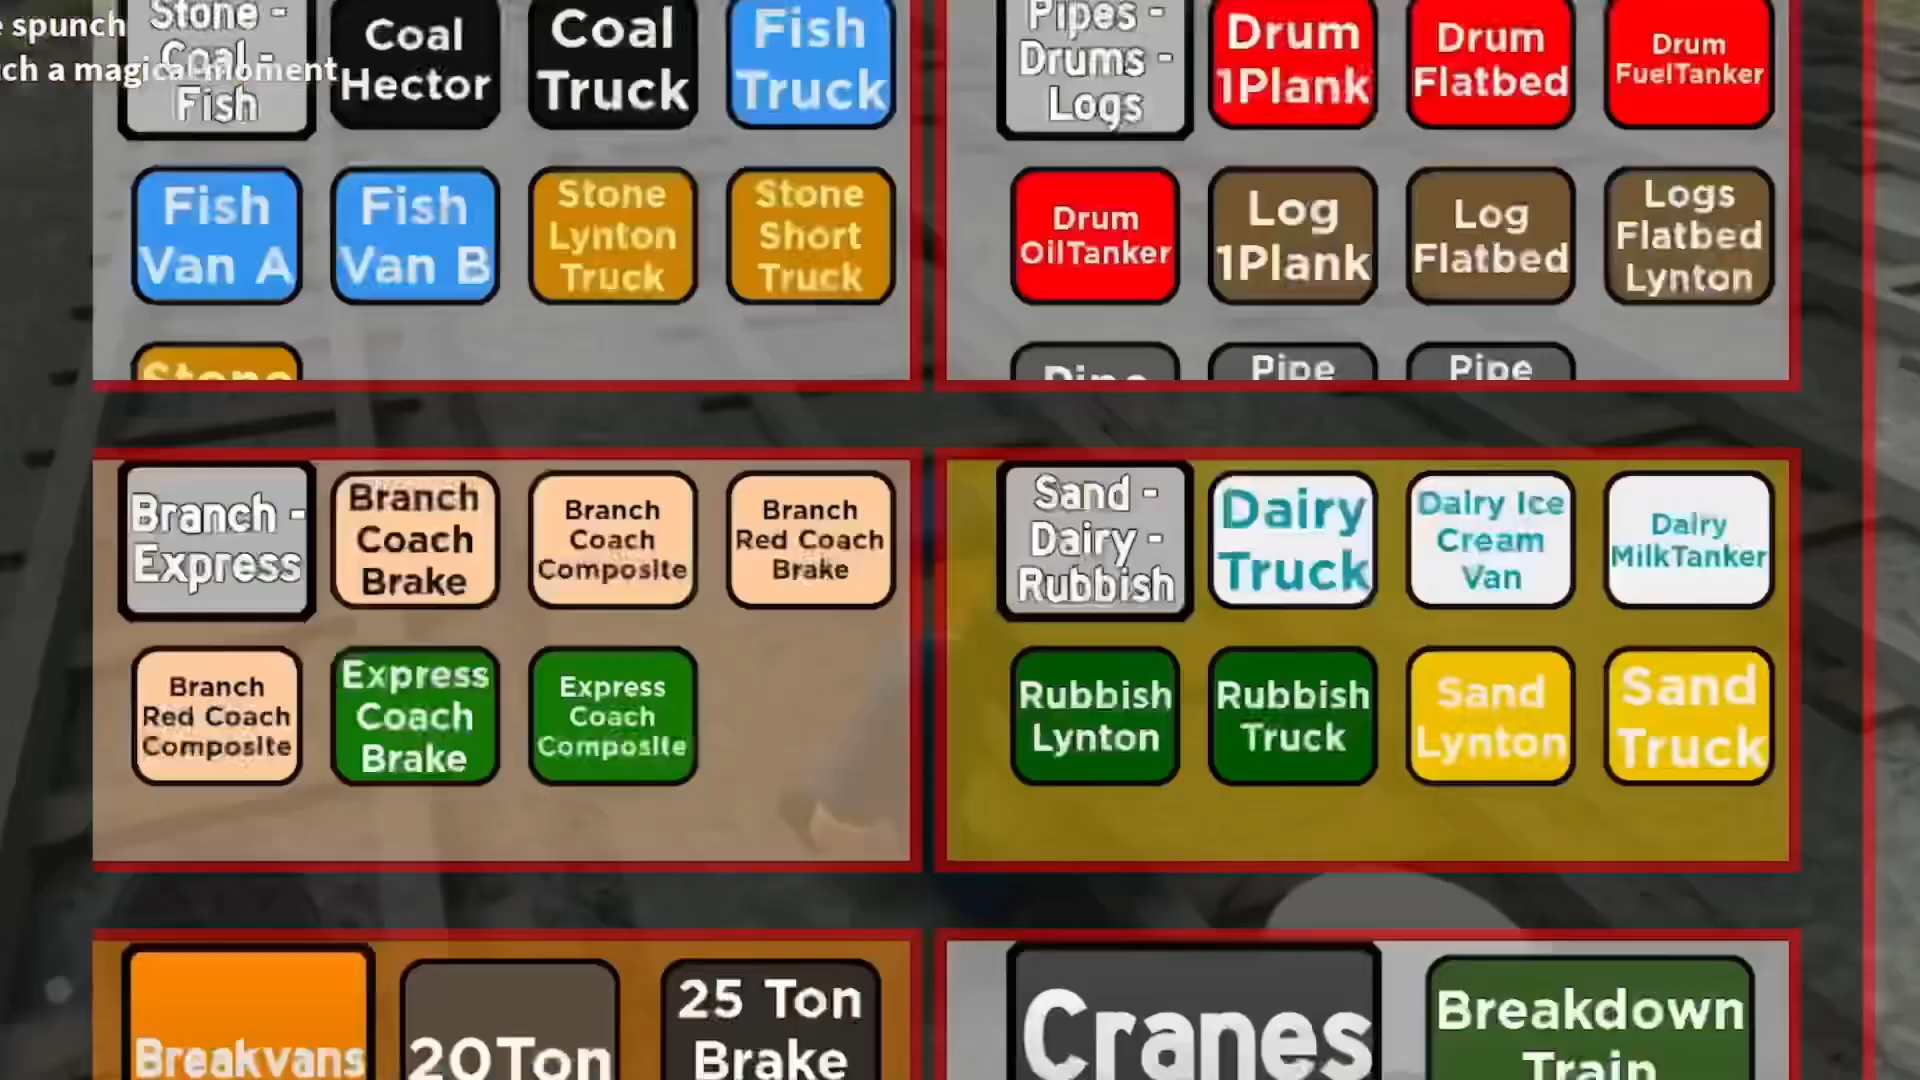 e spunch
ch a magical moment
Stone -
Coal -
Fish
Coal
Hector
Coal
Truck
Fish
Truck
Fish
Van A
Fish
Van B
Stone
Lynton
Truck
Stone
Short
Truck
Stone
Pipes -
Drums -
Logs
Drum
1Plank
Drum
Flatbed
Drum
FuelTanker
Drum
OilTanker
Log
1Plank
Log
Flatbed
Logs
Flatbed
Lynton
Pipe
Pipe
Pipe
Branch -
Express
Branch
Coach
Brake
Branch
Coach
Composite
Branch
Red Coach
Brake
Branch
Red Coach
Composite
Express
Coach
Brake
Express
Coach
Composite
Sand -
Dairy -
Rubbish
Dairy
Truck
Dairy Ice
Cream
Van
Dairy
MilkTanker
Rubbish
Lynton
Rubbish
Truck
Sand
Lynton
Sand
Truck
Breakvans
20Ton
25 Ton
Brake
Cranes
Breakdown
Train